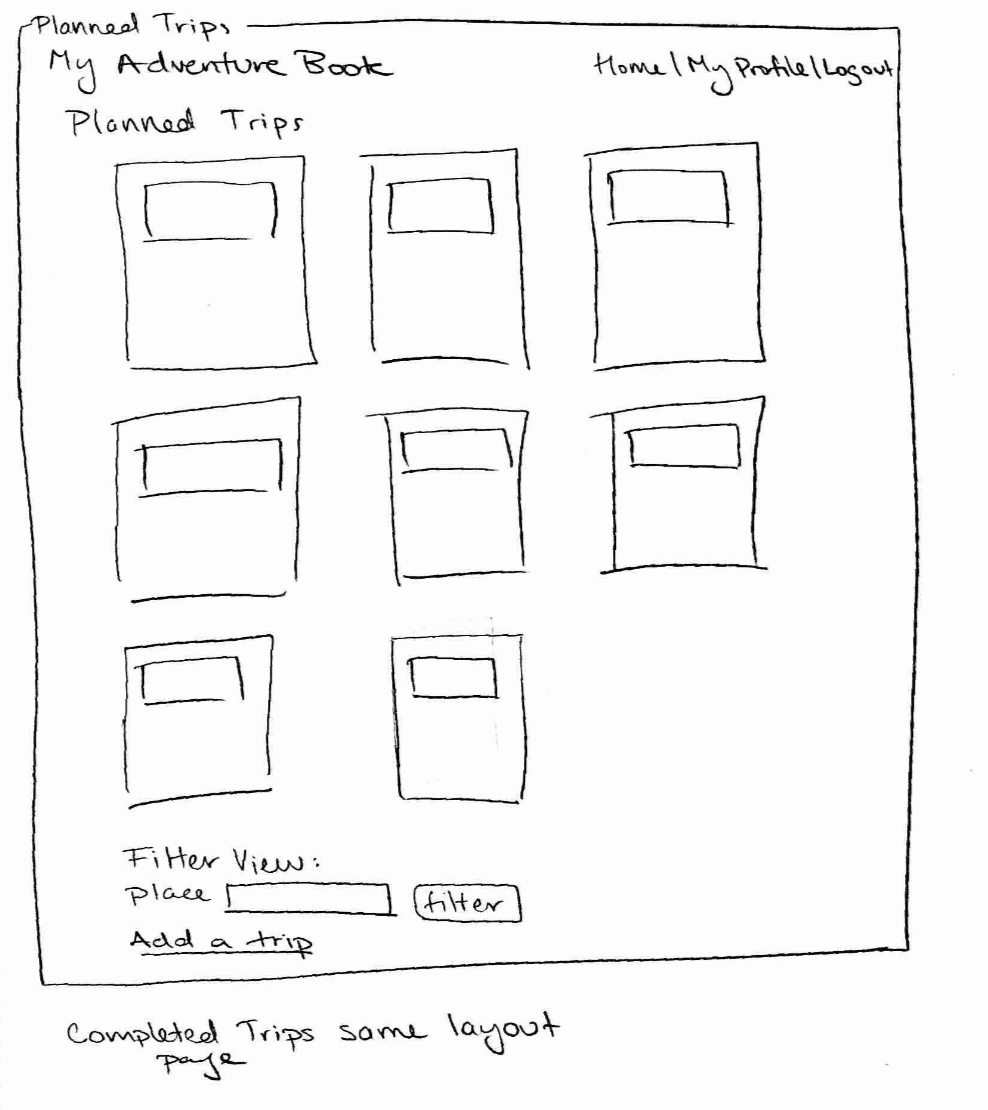 Planned Trips
My Adventure Book
Home | My Profile | Logout
Planned Trips
Filter View:
Place
filter
Add a trip
Completed Trips same layout
page